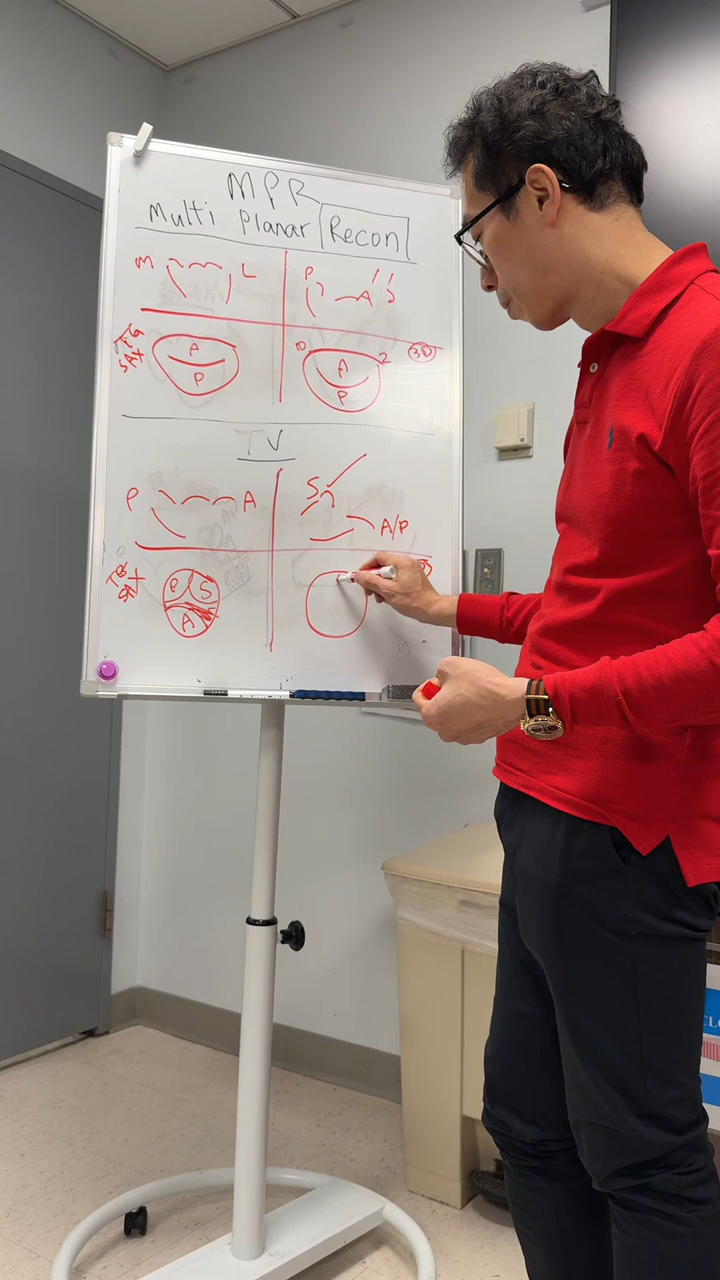 MPR
Multi Planar Recon
M L
P A S
TG
SAX
A
P
10 2
3D
A
P
TV
P A
S
A/P
TG
SAX
P S
A